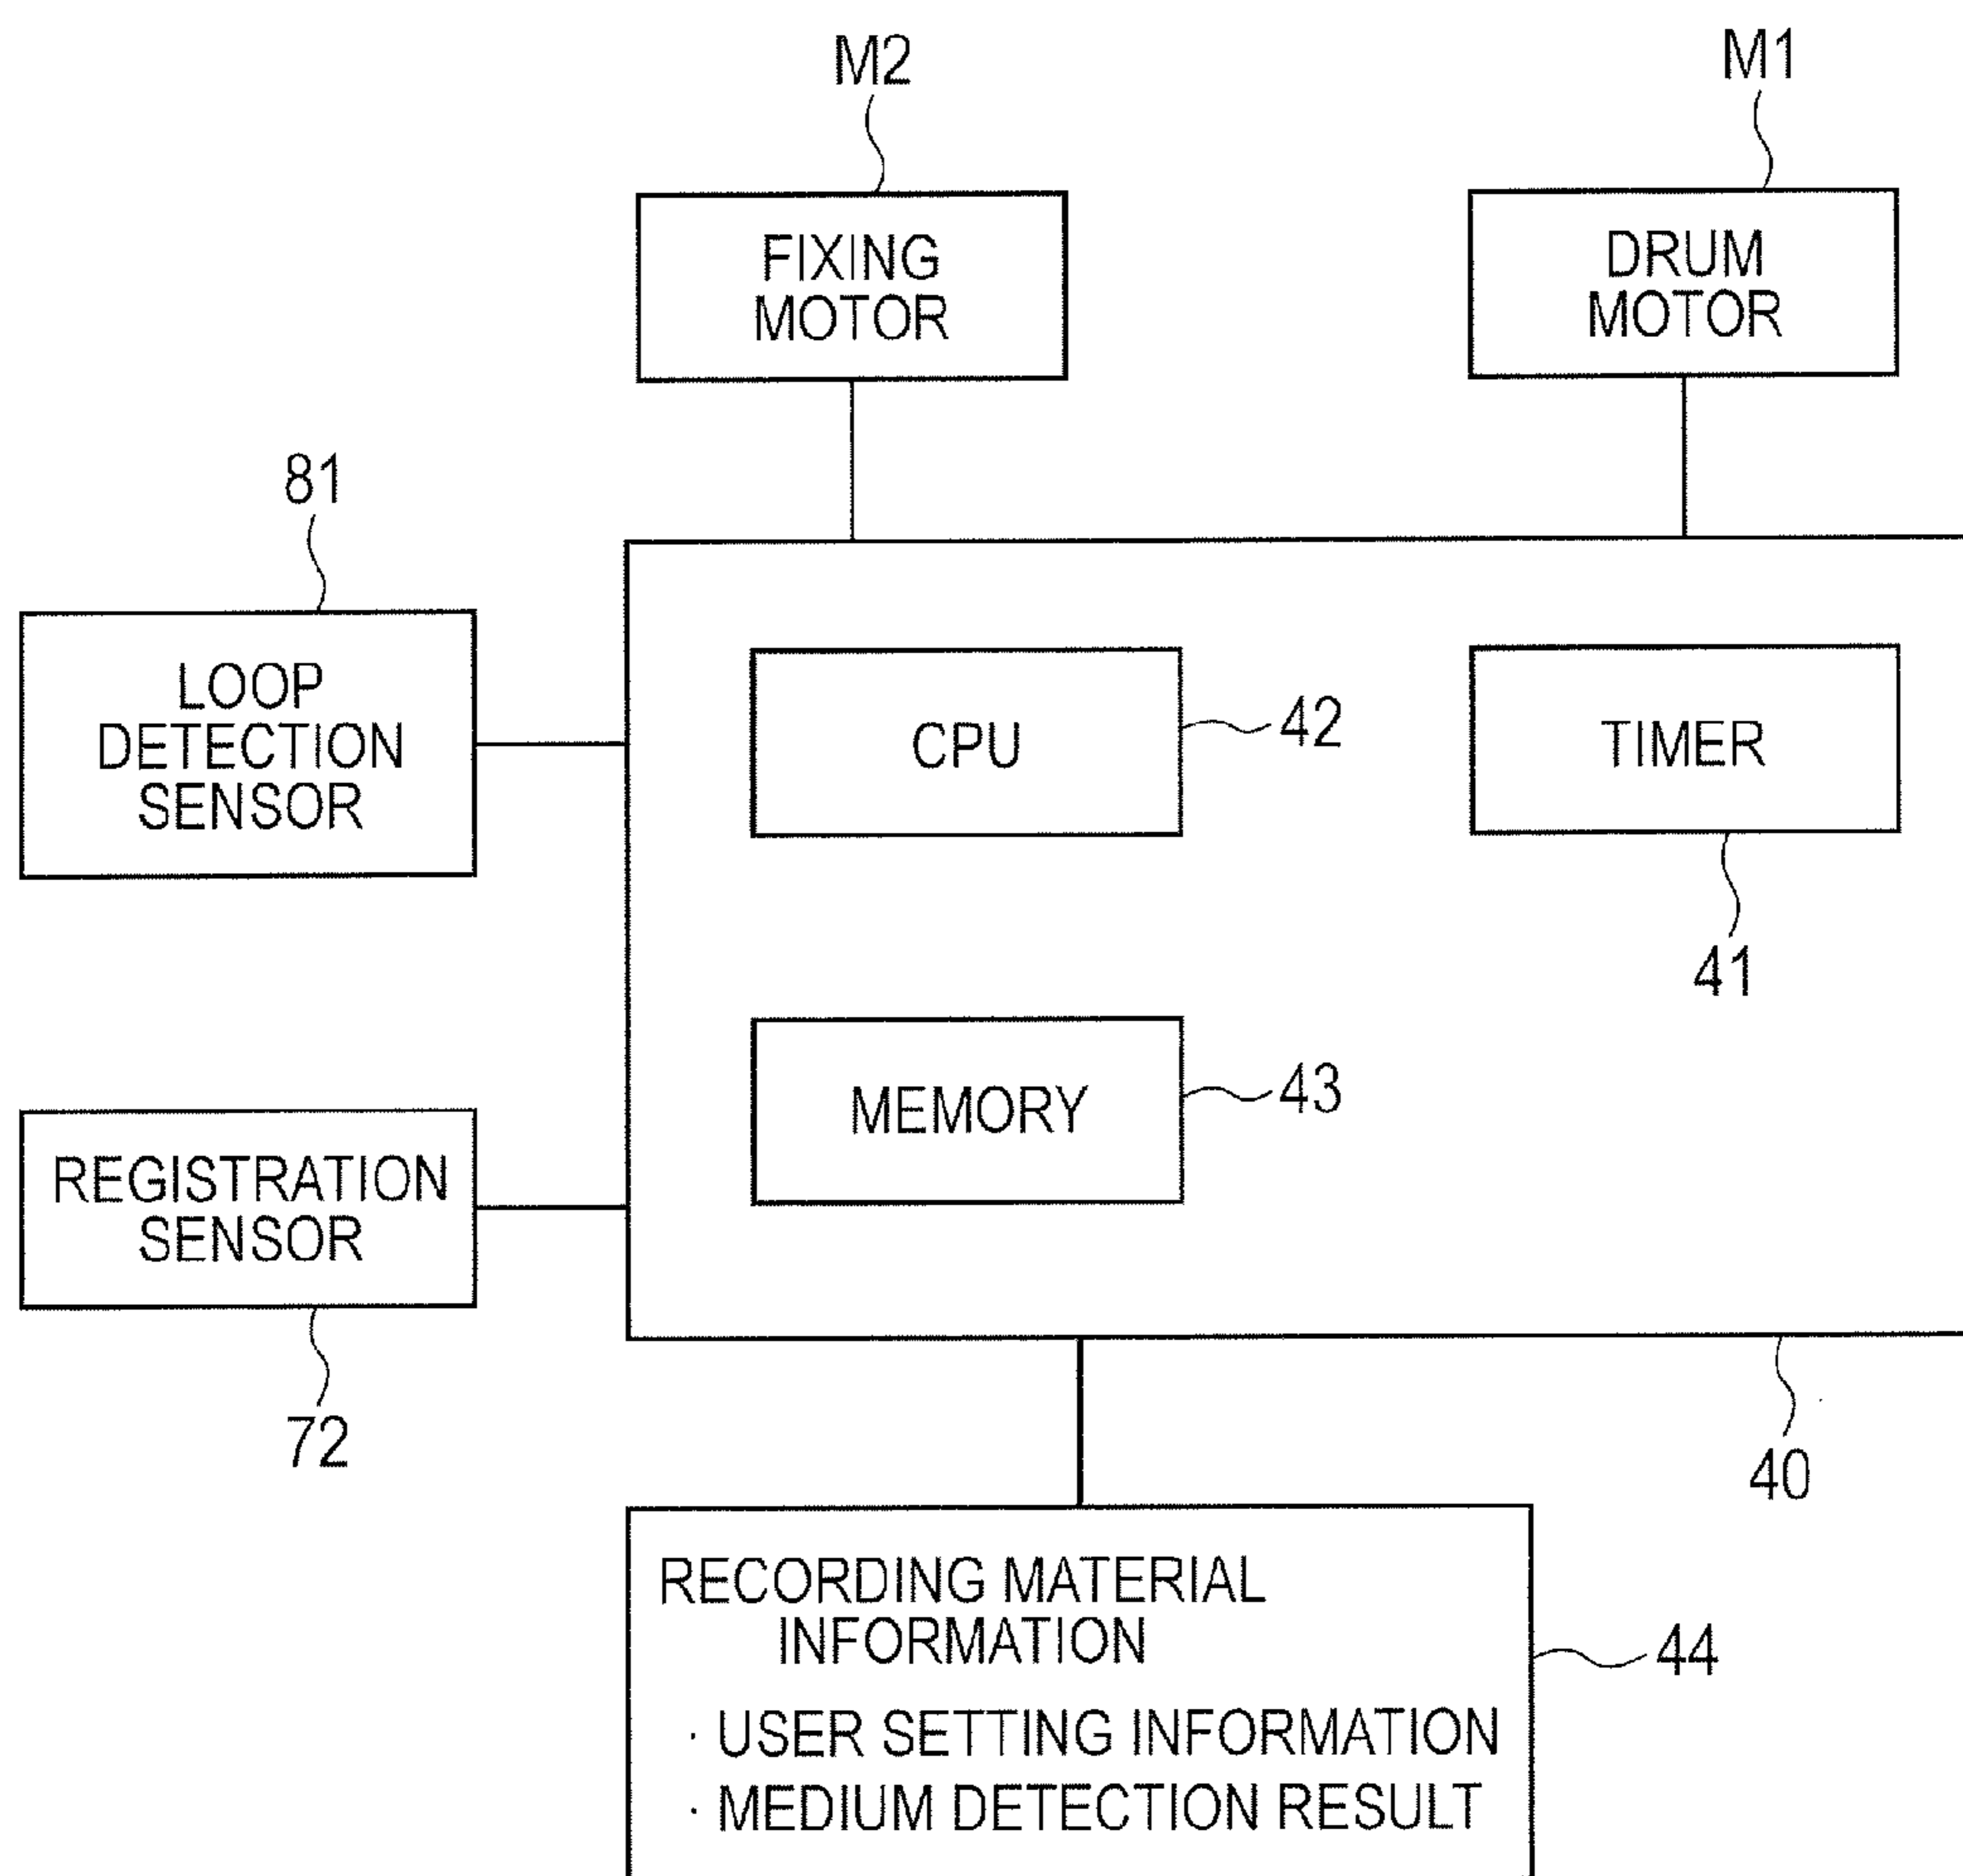 M2
M1
FIXING
MOTOR
DRUM
MOTOR
81
LOOP
DETECTION
SENSOR
CPU
42
TIMER
41
MEMORY
43
REGISTRATION
SENSOR
72
40
RECORDING MATERIAL
INFORMATION
· USER SETTING INFORMATION
· MEDIUM DETECTION RESULT
44